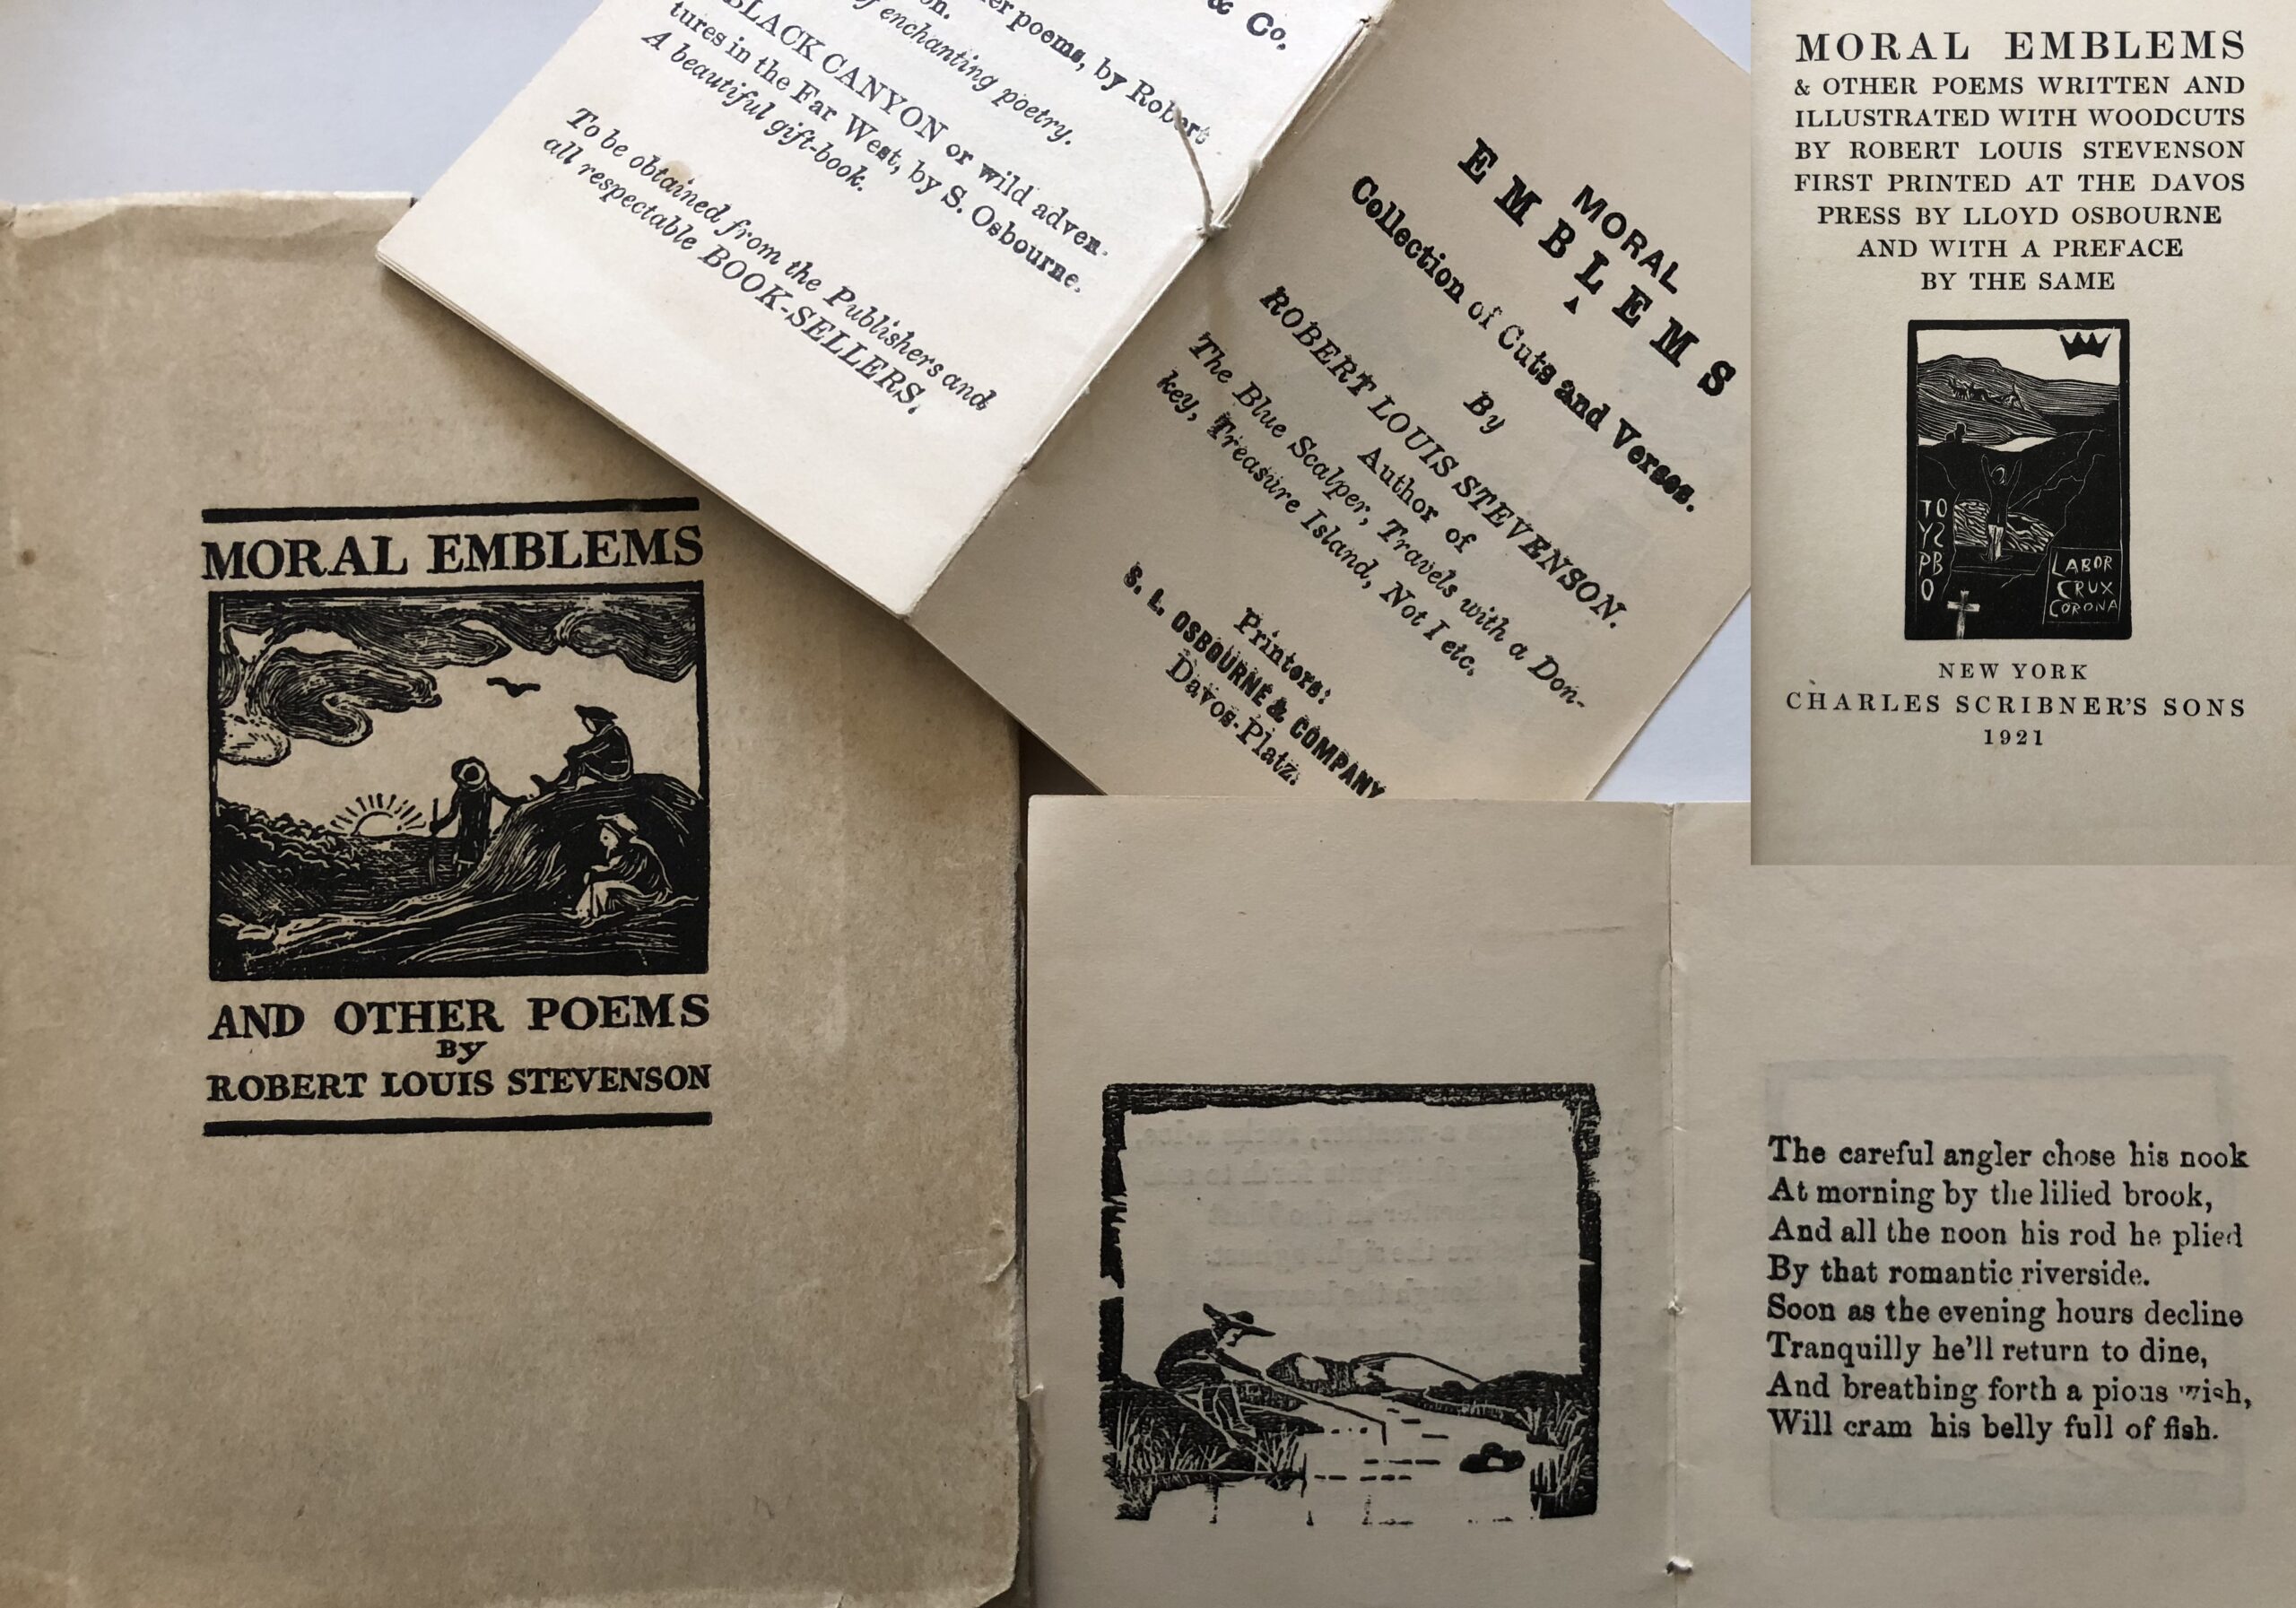 MORAL EMBLEMS
AND OTHER POEMS
BY
ROBERT LOUIS STEVENSON
& Co.
poems, by Robert
of enchanting poetry.
BLACK CANYON or wild adven-
tures in the Far West, by S. Osbourne.
A beautiful gift-book.
To be obtained from the Publishers and
all respectable BOOK-SELLERS.
MORAL
EMBLEMS
A
Collection of Cuts and Verses.
By
ROBERT LOUIS STEVENSON.
Author of
The Blue Scalper, Travels with a Don-
key, Treasure Island, Not I etc.
Printers:
S. L. OSBOURNE & COMPANY
Davos-Platz.
MORAL EMBLEMS
& OTHER POEMS WRITTEN AND
ILLUSTRATED WITH WOODCUTS
BY ROBERT LOUIS STEVENSON
FIRST PRINTED AT THE DAVOS
PRESS BY LLOYD OSBOURNE
AND WITH A PREFACE
BY THE SAME
TO
YS
PB
O
LABOR
CRUX
CORONA
NEW YORK
CHARLES SCRIBNER'S SONS
1921
The careful angler chose his nook
At morning by the lilied brook,
And all the noon his rod he plied
By that romantic riverside.
Soon as the evening hours decline
Tranquilly he'll return to dine,
And breathing forth a pious wish,
Will cram his belly full of fish.